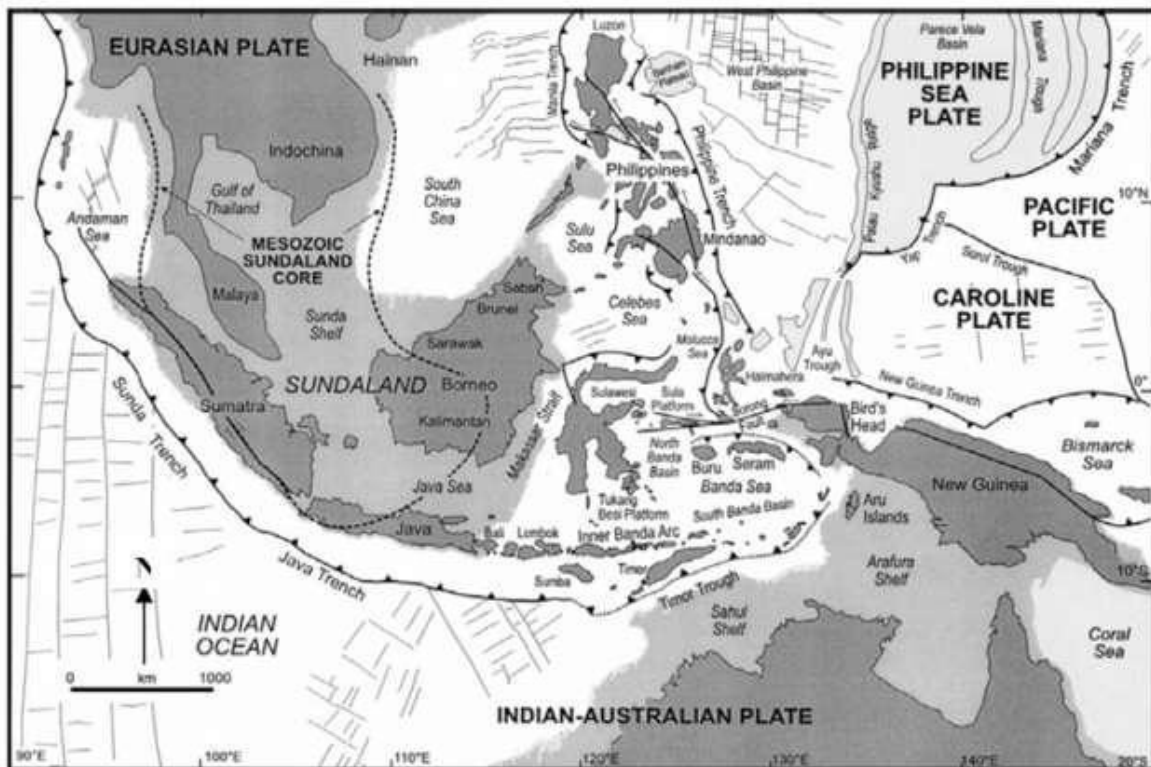 EURASIAN PLATE
Hainan
Luzon
Manila Trench
Benham
Plateau
West Philippine
Basin
Parece Vela
Basin
Mariana Trough
PHILIPPINE
SEA
PLATE
Mariana Trench
Indochina
Gulf of
Thailand
South
China
Sea
Philippines
Philippine Trench
Palau Kyushu Ridge
10°N
Andaman
Sea
MESOZOIC
SUNDALAND
CORE
Sulu
Sea
Mindanao
Yap Trench
PACIFIC
PLATE
Sorol Trough
Malaya
Sunda
Shelf
Sabah
Brunei
Celebes
Sea
CAROLINE
PLATE
Sarawak
Molucca
Sea
Ayu
Trough
0°
SUNDALAND
Borneo
Halmahera
New Guinea Trench
Sunda Trench
Sumatra
Kalimantan
Makassar Strait
Sulawesi
Sula
Platform
Sorong
Fault
Bird's
Head
Bismarck
Sea
North
Banda
Basin
Buru
Seram
Banda Sea
New Guinea
Java Sea
Tukang
Besi Platform
South Banda Basin
Aru
Islands
Java
Bali
Lombok
Inner Banda Arc
Java Trench
Sumba
Timor
Timor Trough
Arafura
Shelf
10°S
Sahul
Shelf
INDIAN
OCEAN
Coral
Sea
0 km 1000
INDIAN-AUSTRALIAN PLATE
90°E 100°E 110°E 120°E 130°E 140°E 20°S